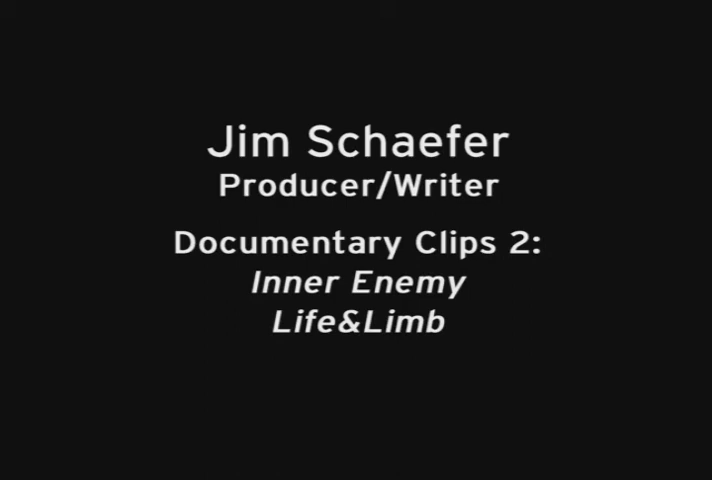 Jim Schaefer
Producer/Writer
Documentary Clips 2:
Inner Enemy
Life&Limb